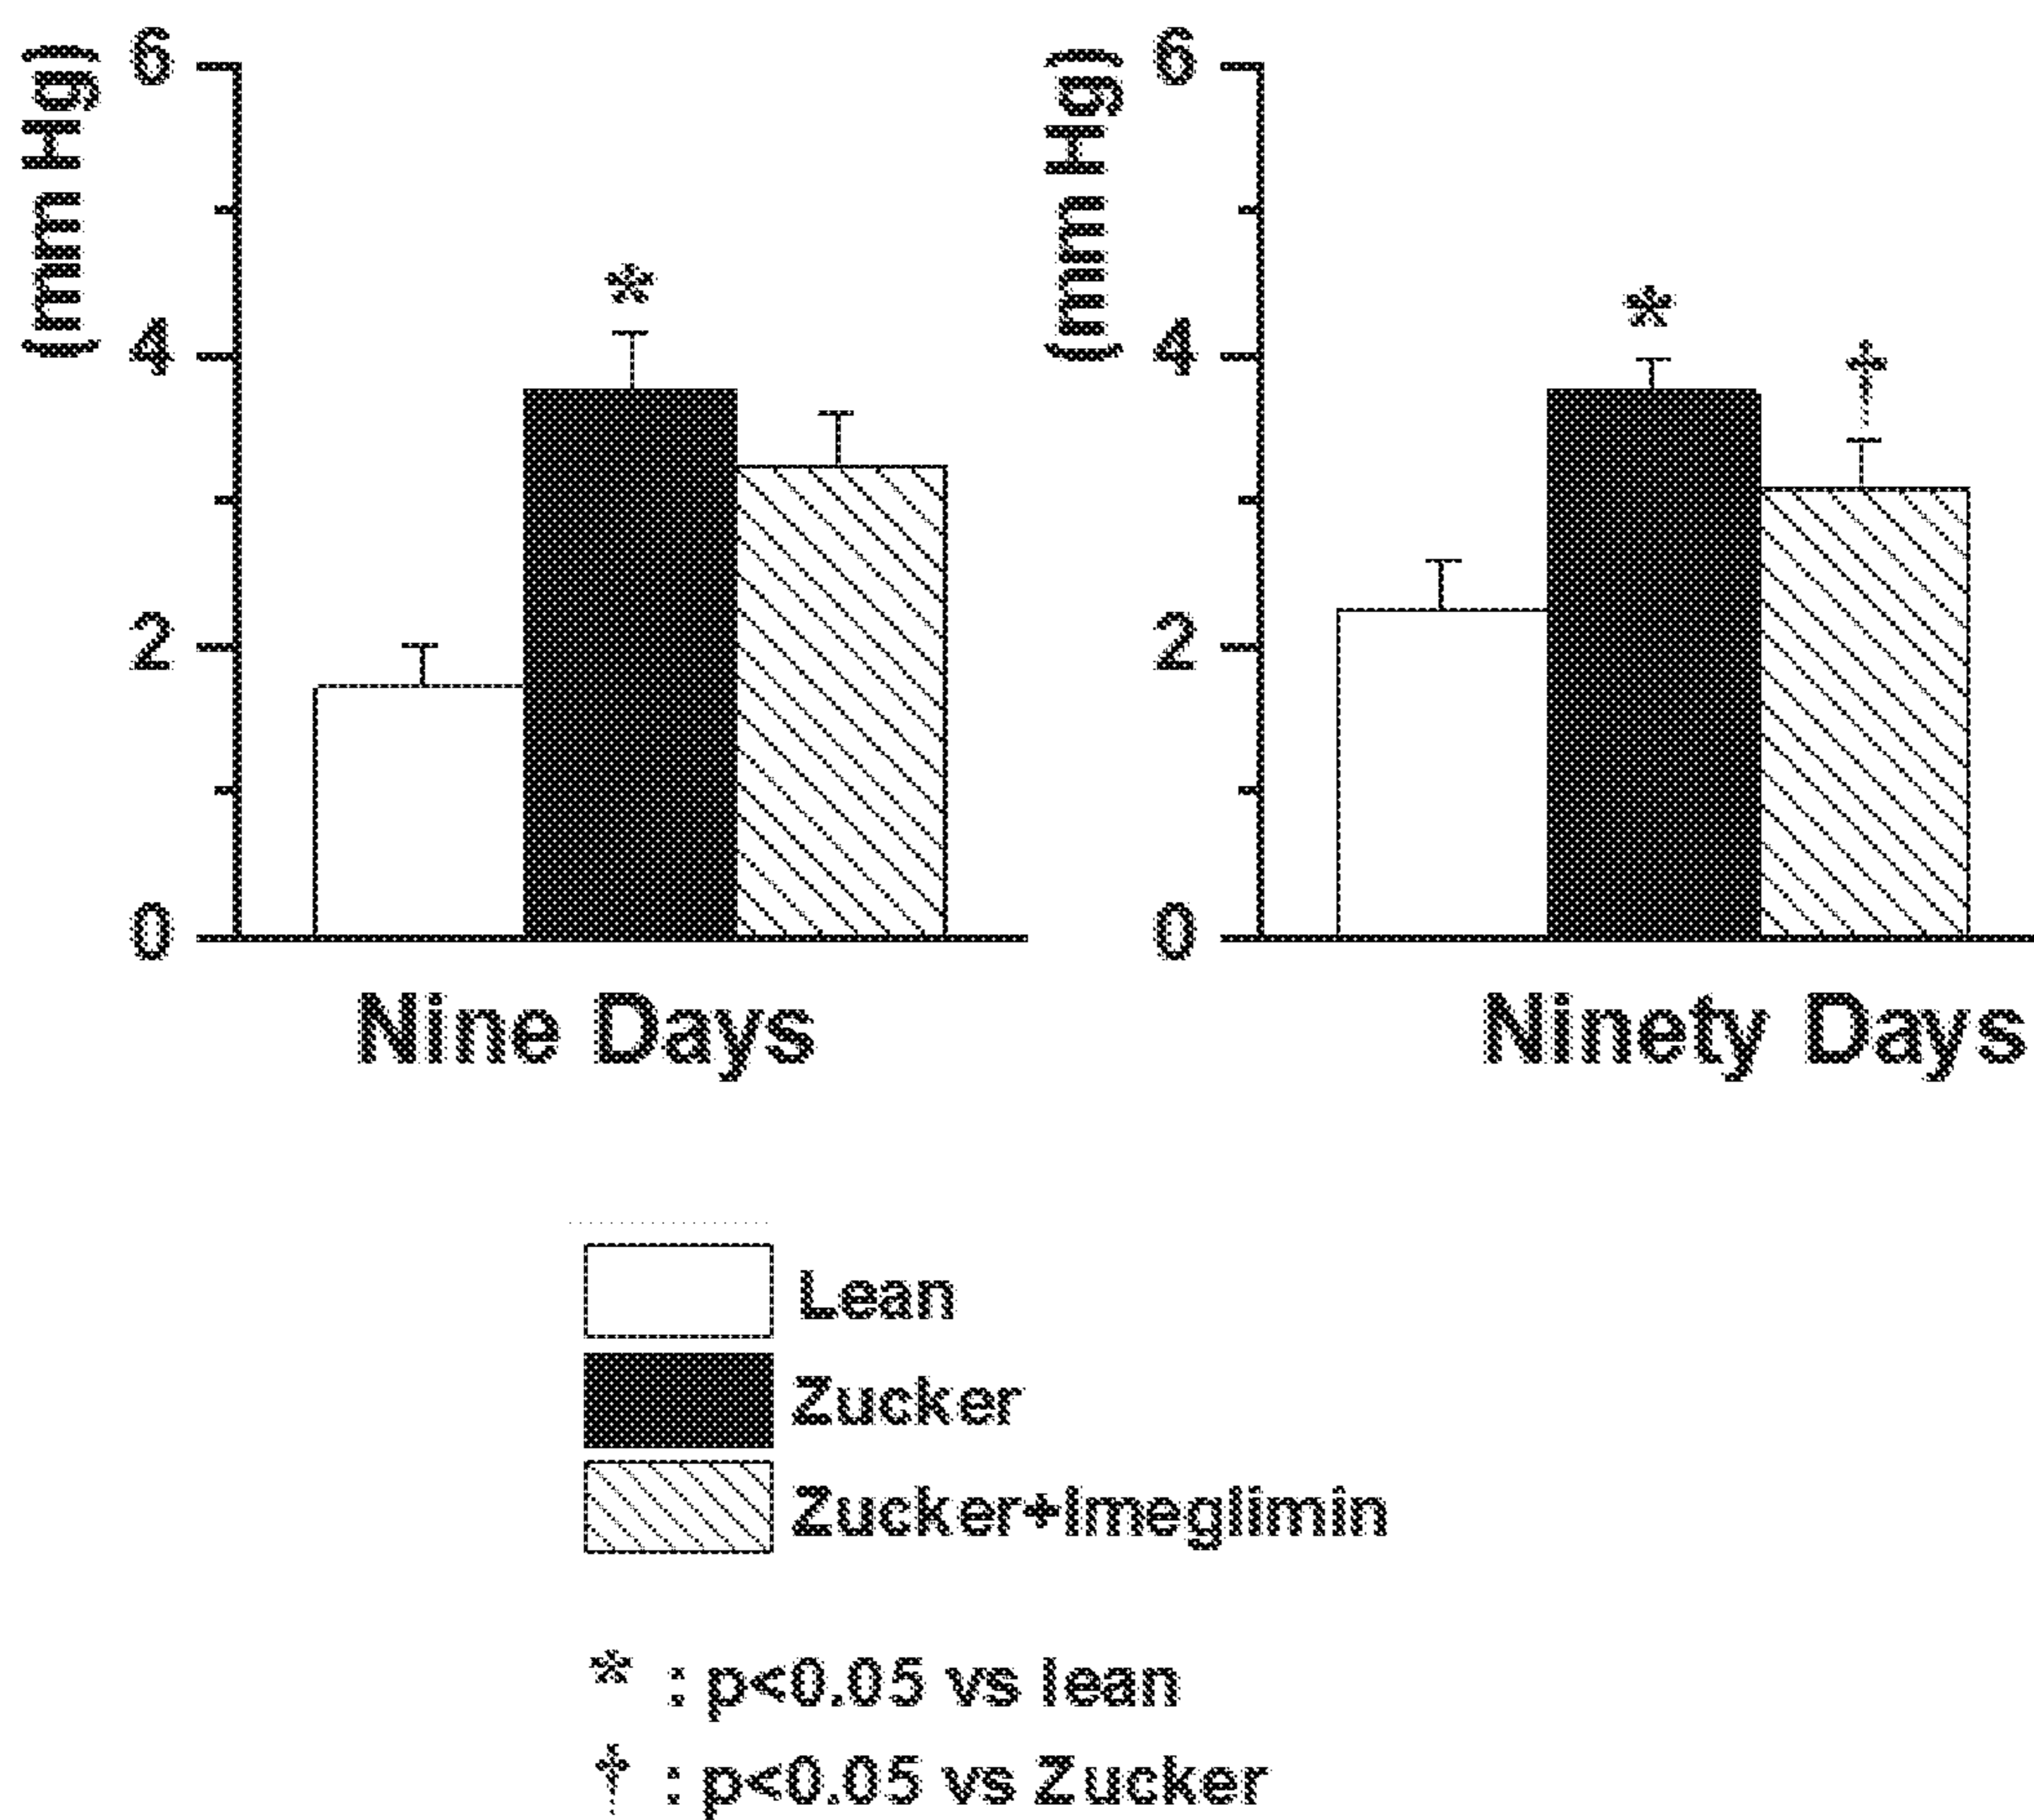 (mm Hg)
6
4
2
0
Nine Days
(mm Hg)
6
4
2
0
Ninety Days
*
*
†
Lean
Zucker
Zucker+Imeglimin
* : p<0.05 vs lean
† : p<0.05 vs Zucker